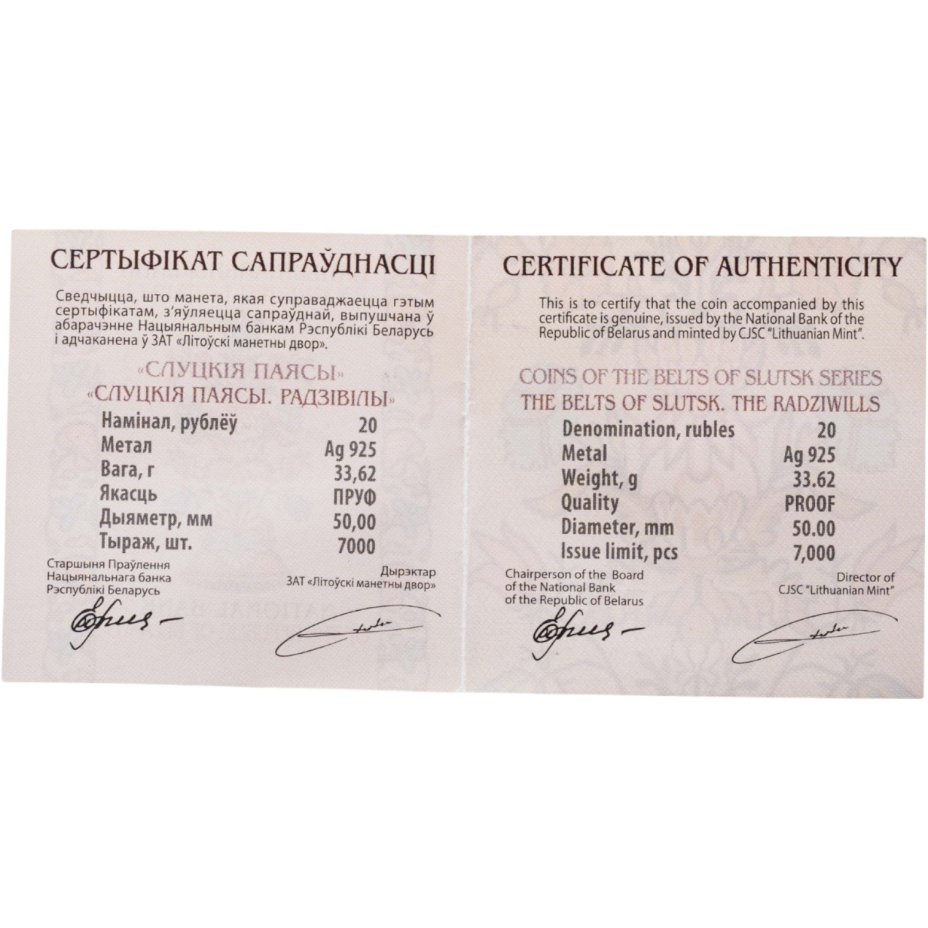 СЕРТЫФІКАТ САПРАЎДНАСЦІ
Сведчыцца, што манета, якая суправаджаецца гэтым
сертыфікатам, з’яўляецца сапраўднай, выпушчана ў
абарачэнне Нацыянальным банкам Рэспублікі Беларусь
і адчаканена ў ЗАТ «Літоўскі манетны двор».
«СЛУЦКІЯ ПАЯСЫ»
«СЛУЦКІЯ ПАЯСЫ. РАДЗІВІЛЫ»
Намінал, рублёў 20
Метал Ag 925
Вага, г 33,62
Якасць ПРУФ
Дыяметр, мм 50,00
Тыраж, шт. 7000
Старшыня Праўлення
Нацыянальнага банка
Рэспублікі Беларусь
Дырэктар
ЗАТ «Літоўскі манетны двор»
CERTIFICATE OF AUTHENTICITY
This is to certify that the coin accompanied by this
certificate is genuine, issued by the National Bank of the
Republic of Belarus and minted by CJSC "Lithuanian Mint".
COINS OF THE BELTS OF SLUTSK SERIES
THE BELTS OF SLUTSK. THE RADZIWILLS
Denomination, rubles 20
Metal Ag 925
Weight, g 33.62
Quality PROOF
Diameter, mm 50.00
Issue limit, pcs 7,000
Chairperson of the Board
of the National Bank
of the Republic of Belarus
Director of
CJSC "Lithuanian Mint"